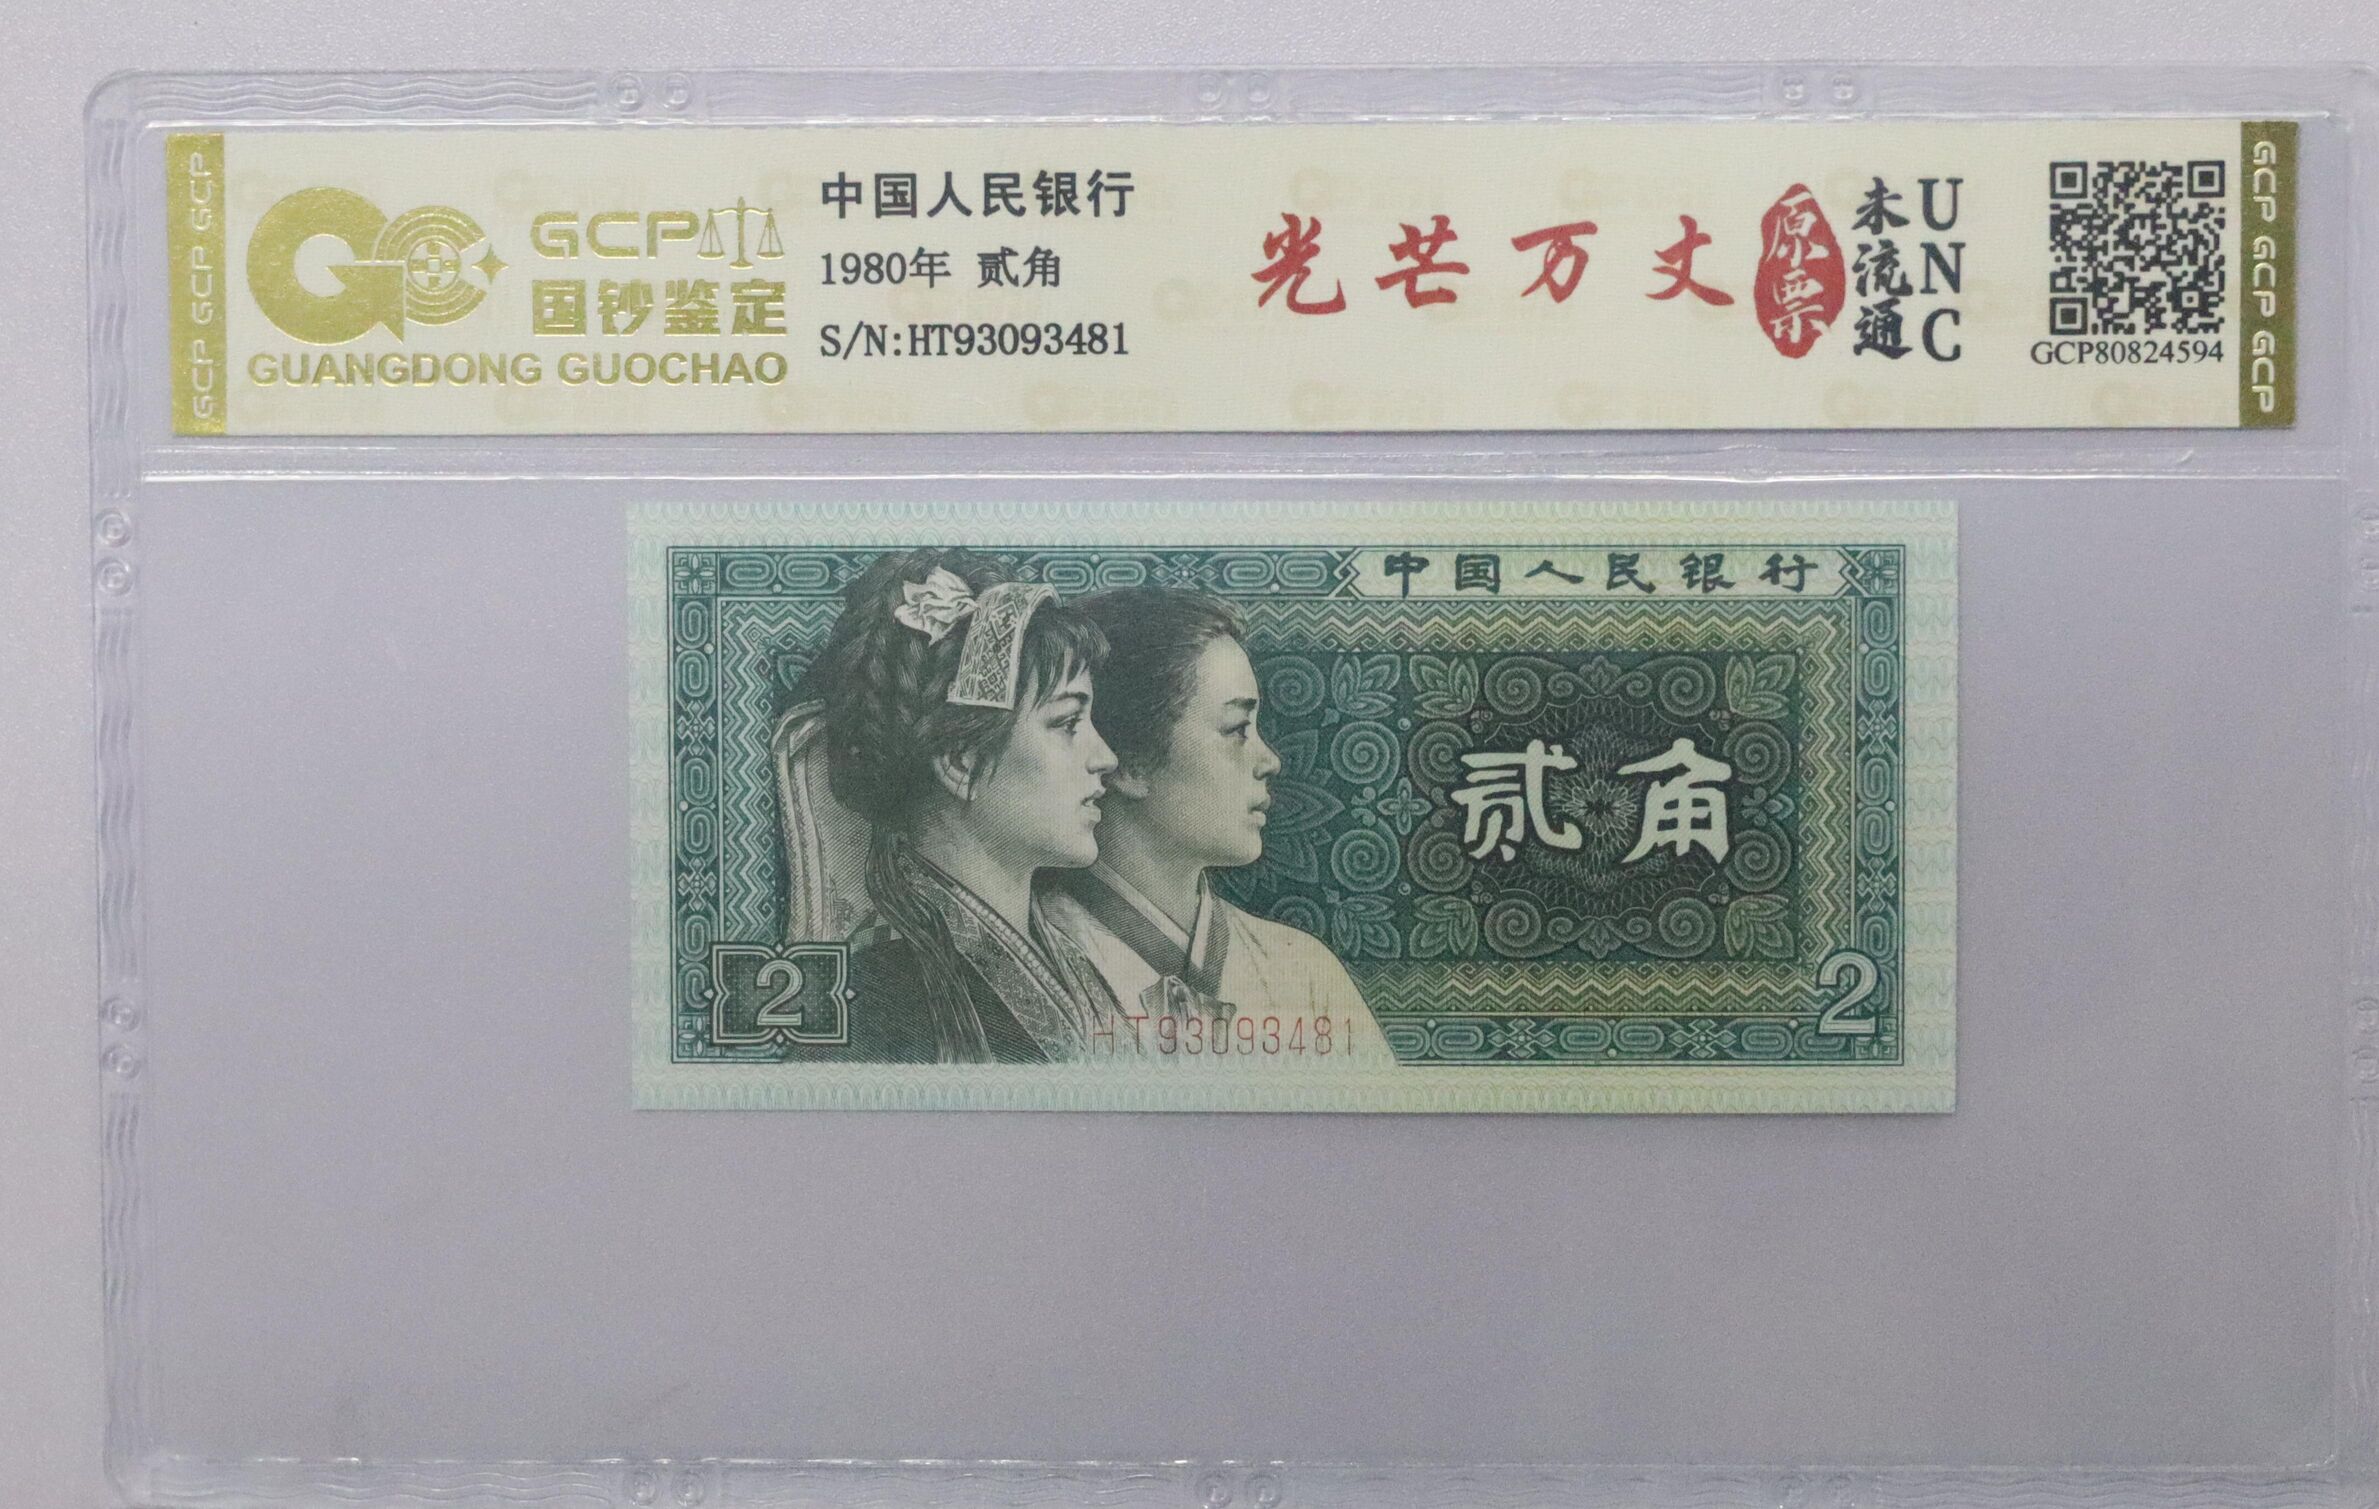 GCP GCP GCP GCP
GCP
国钞鉴定
GUANGDONG GUOCHAO
中国人民银行
1980年 贰角
S/N:HT93093481
光芒万丈
原票
未流通
UNC
GCP80824594
GCP GCP GCP GCP
中国人民银行
贰角
2
2
HT93093481